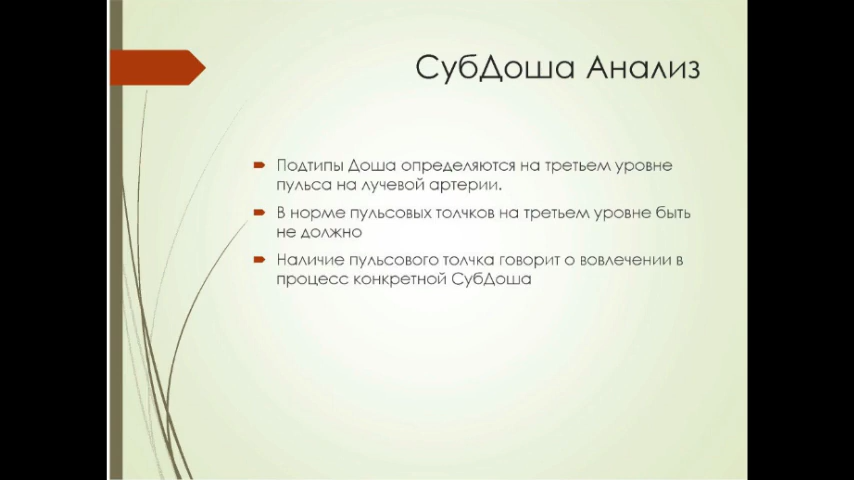 СубДоша Анализ
Подтипы Доша определяются на третьем уровне
пульса на лучевой артерии.
В норме пульсовых толчков на третьем уровне быть
не должно
Наличие пульсового толчка говорит о вовлечении в
процесс конкретной СубДоша